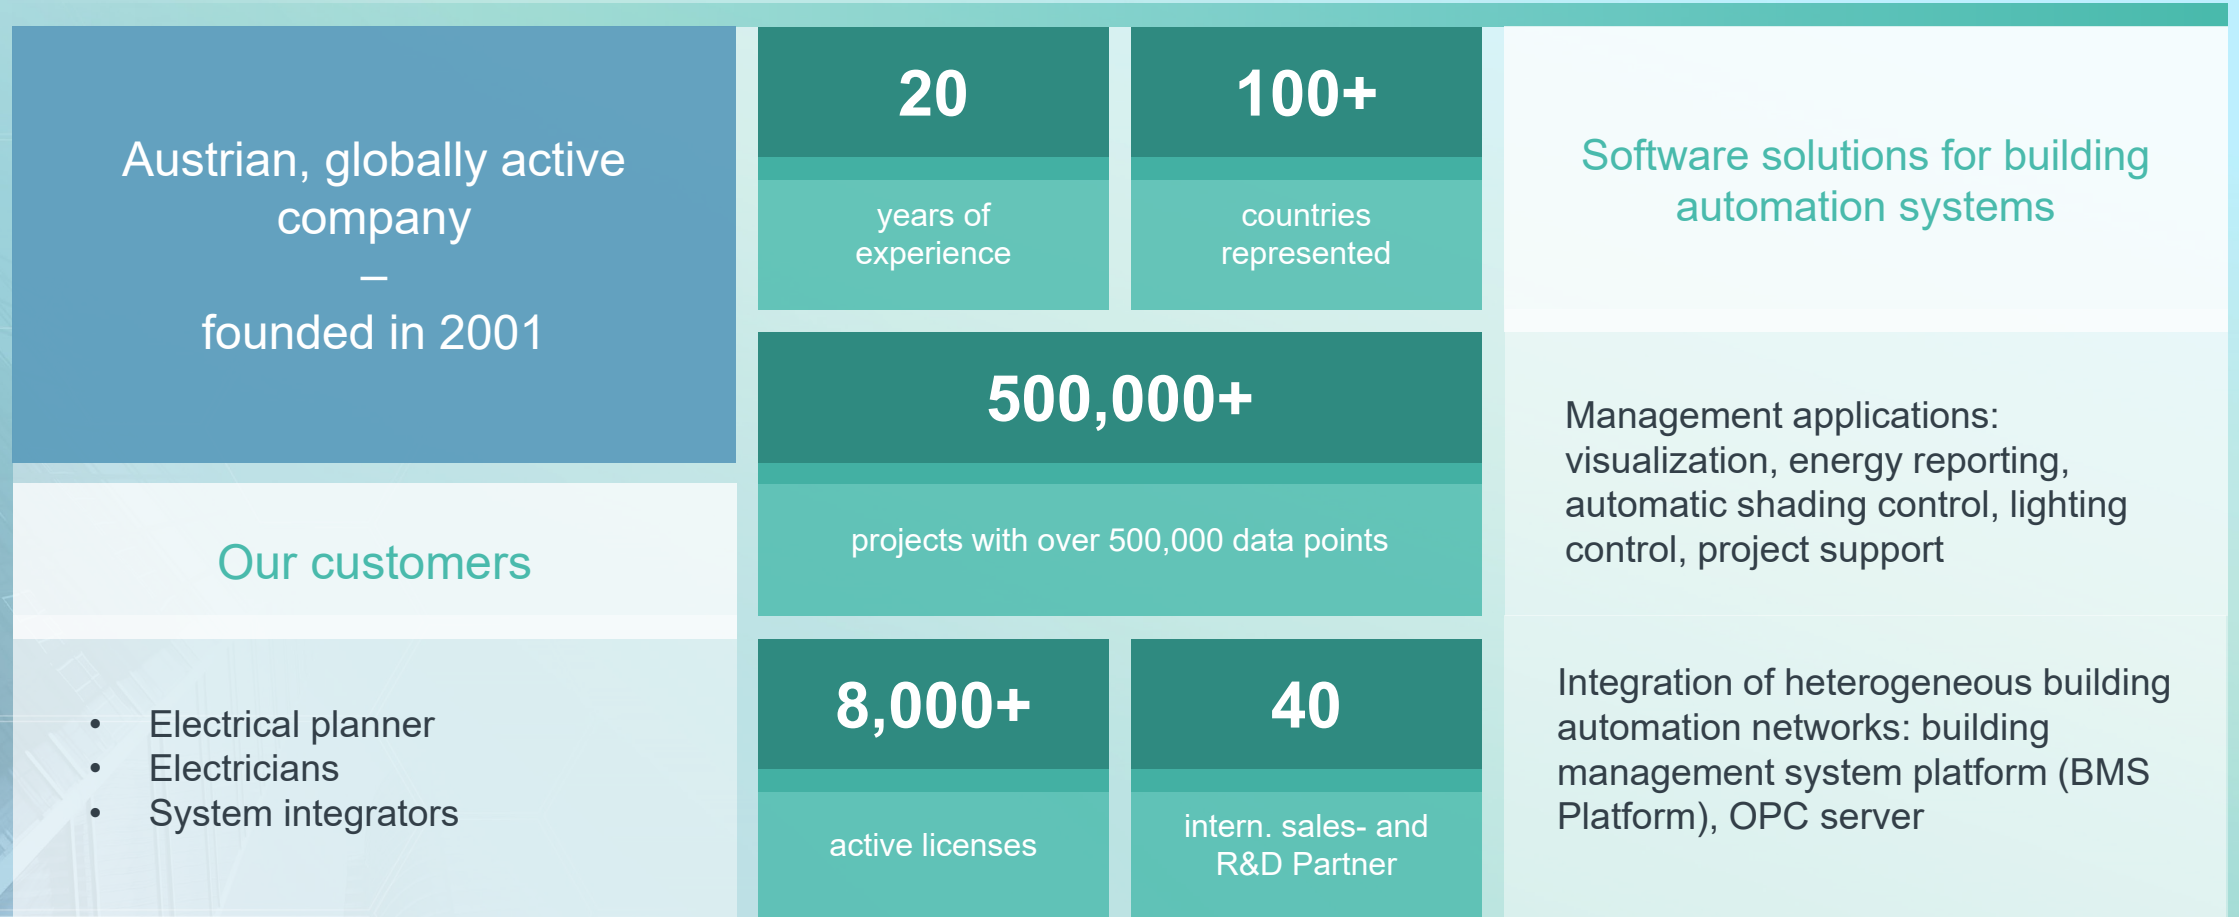 Austrian, globally active
company
–
founded in 2001
Our customers
• Electrical planner
• Electricians
• System integrators
20
years of
experience
100+
countries
represented
500,000+
projects with over 500,000 data points
8,000+
active licenses
40
intern. sales- and
R&D Partner
Software solutions for building
automation systems
Management applications:
visualization, energy reporting,
automatic shading control, lighting
control, project support
Integration of heterogeneous building
automation networks: building
management system platform (BMS
Platform), OPC server